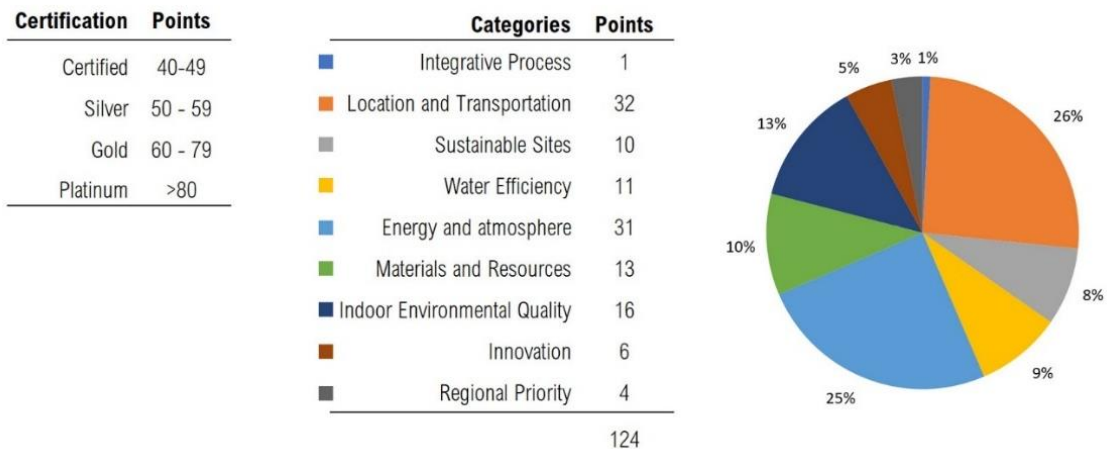 Certification Points
Certified 40-49
Silver 50 - 59
Gold 60 - 79
Platinum >80
Categories Points
Integrative Process 1
Location and Transportation 32
Sustainable Sites 10
Water Efficiency 11
Energy and atmosphere 31
Materials and Resources 13
Indoor Environmental Quality 16
Innovation 6
Regional Priority 4
124
1%
26%
8%
9%
25%
10%
13%
5%
3%